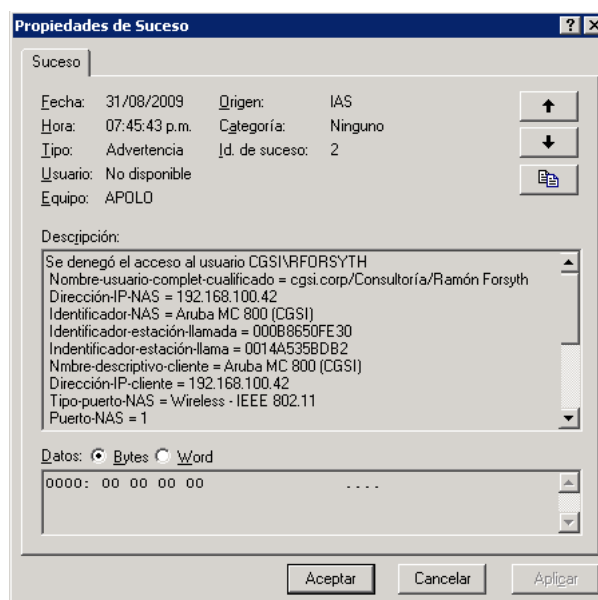 Propiedades de Suceso
Suceso
Fecha: 31/08/2009 Origen: IAS
Hora: 07:45:43 p.m. Categoría: Ninguno
Tipo: Advertencia Id. de suceso: 2
Usuario: No disponible
Equipo: APOLO
Descripción:
Se denegó el acceso al usuario CGSI\RFORSYTH
Nombre-usuario-complet-cualificado = cgsi.corp/Consultoría/Ramón Forsyth
Dirección-IP-NAS = 192.168.100.42
Identificador-NAS = Aruba MC 800 (CGSI)
Identificador-estación-llamada = 000B8650FE30
Indentificador-estación-llama = 0014A535BDB2
Nmbre-descriptivo-cliente = Aruba MC 800 (CGSI)
Dirección-IP-cliente = 192.168.100.42
Tipo-puerto-NAS = Wireless - IEEE 802.11
Puerto-NAS = 1
Datos: Bytes Word
0000: 00 00 00 00 ....
Aceptar Cancelar Aplicar